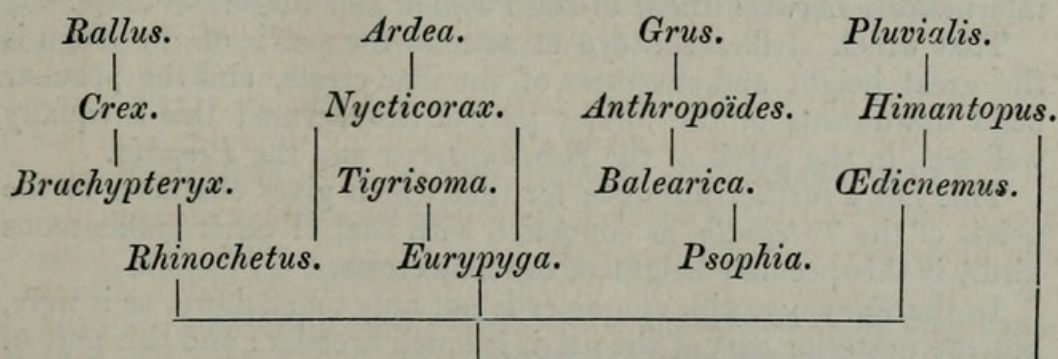 Rallus. Ardea. Grus. Pluvialis.
Crex. Nycticorax. Anthropoïdes. Himantopus.
Brachypteryx. Tigrisoma. Balearica. Œdicnemus.
Rhinochetus. Eurypyga. Psophia.